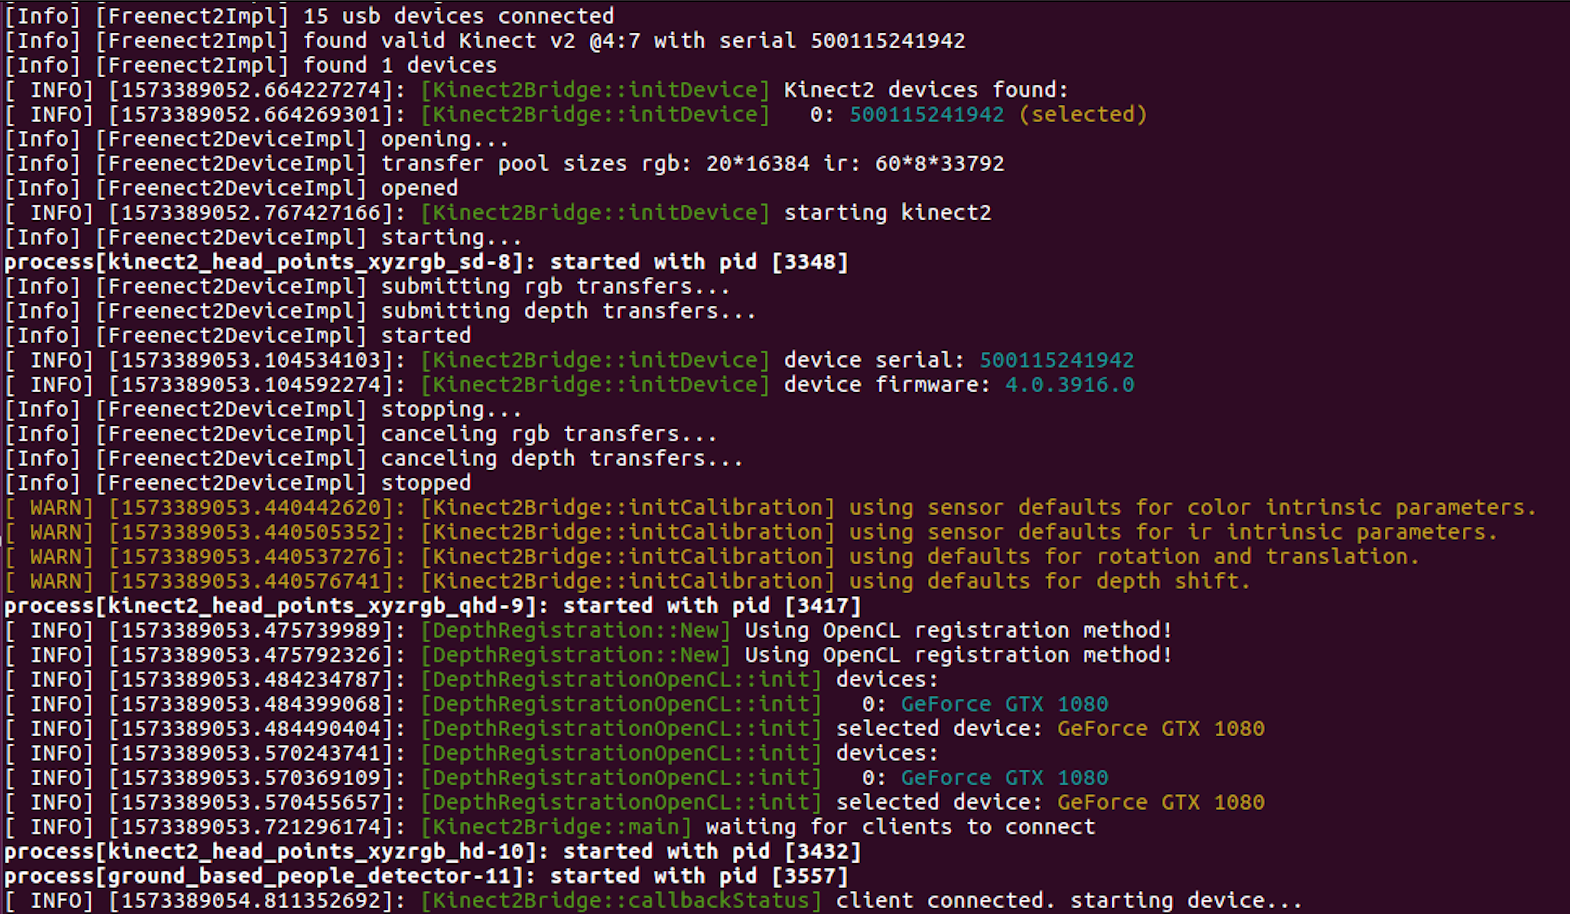 [Info] [Freenect2Impl] 15 usb devices connected
[Info] [Freenect2Impl] found valid Kinect v2 @4:7 with serial 500115241942
[Info] [Freenect2Impl] found 1 devices
[ INFO] [1573389052.664227274]: [Kinect2Bridge::initDevice] Kinect2 devices found:
[ INFO] [1573389052.664269301]: [Kinect2Bridge::initDevice]   0: 500115241942 (selected)
[Info] [Freenect2DeviceImpl] opening...
[Info] [Freenect2DeviceImpl] transfer pool sizes rgb: 20*16384 ir: 60*8*33792
[Info] [Freenect2DeviceImpl] opened
[ INFO] [1573389052.767427166]: [Kinect2Bridge::initDevice] starting kinect2
[Info] [Freenect2DeviceImpl] starting...
process[kinect2_head_points_xyzrgb_sd-8]: started with pid [3348]
[Info] [Freenect2DeviceImpl] submitting rgb transfers...
[Info] [Freenect2DeviceImpl] submitting depth transfers...
[Info] [Freenect2DeviceImpl] started
[ INFO] [1573389053.104534103]: [Kinect2Bridge::initDevice] device serial: 500115241942
[ INFO] [1573389053.104592274]: [Kinect2Bridge::initDevice] device firmware: 4.0.3916.0
[Info] [Freenect2DeviceImpl] stopping...
[Info] [Freenect2DeviceImpl] canceling rgb transfers...
[Info] [Freenect2DeviceImpl] canceling depth transfers...
[Info] [Freenect2DeviceImpl] stopped
[ WARN] [1573389053.440442620]: [Kinect2Bridge::initCalibration] using sensor defaults for color intrinsic parameters.
[ WARN] [1573389053.440505352]: [Kinect2Bridge::initCalibration] using sensor defaults for ir intrinsic parameters.
[ WARN] [1573389053.440537276]: [Kinect2Bridge::initCalibration] using defaults for rotation and translation.
[ WARN] [1573389053.440576741]: [Kinect2Bridge::initCalibration] using defaults for depth shift.
process[kinect2_head_points_xyzrgb_qhd-9]: started with pid [3417]
[ INFO] [1573389053.475739989]: [DepthRegistration::New] Using OpenCL registration method!
[ INFO] [1573389053.475792326]: [DepthRegistration::New] Using OpenCL registration method!
[ INFO] [1573389053.484234787]: [DepthRegistrationOpenCL::init] devices:
[ INFO] [1573389053.484399068]: [DepthRegistrationOpenCL::init]   0: GeForce GTX 1080
[ INFO] [1573389053.484490404]: [DepthRegistrationOpenCL::init] selected device: GeForce GTX 1080
[ INFO] [1573389053.570243741]: [DepthRegistrationOpenCL::init] devices:
[ INFO] [1573389053.570369109]: [DepthRegistrationOpenCL::init]   0: GeForce GTX 1080
[ INFO] [1573389053.570455657]: [DepthRegistrationOpenCL::init] selected device: GeForce GTX 1080
[ INFO] [1573389053.721296174]: [Kinect2Bridge::main] waiting for clients to connect
process[kinect2_head_points_xyzrgb_hd-10]: started with pid [3432]
process[ground_based_people_detector-11]: started with pid [3557]
[ INFO] [1573389054.811352692]: [Kinect2Bridge::callbackStatus] client connected. starting device...